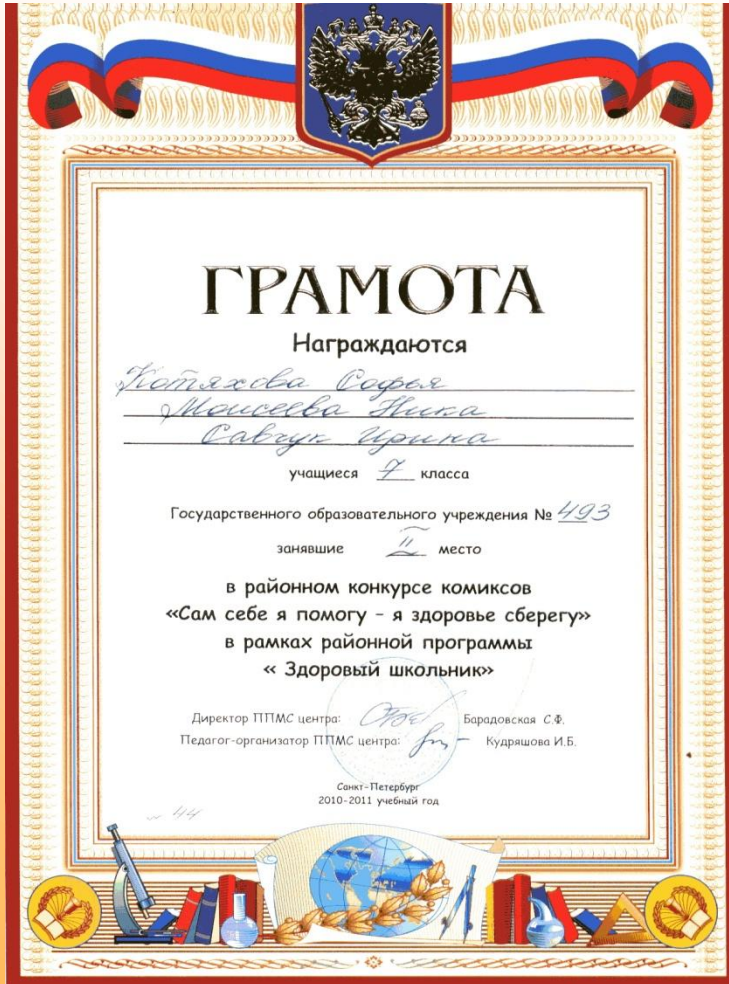 ГРАМОТА
Награждаются
Котяхова Софья
Моисеева Ника
Савчук Ирина
учащиеся 7 класса
Государственного образовательного учреждения № 493
занявшие II место
в районном конкурсе комиксов
«Сам себе я помогу – я здоровье сберегу»
в рамках районной программы
« Здоровый школьник»
Директор ППМС центра: Барадовская С.Ф.
Педагог-организатор ППМС центра: Кудряшова И.Б.
Санкт-Петербург
2010-2011 учебный год
№ 44